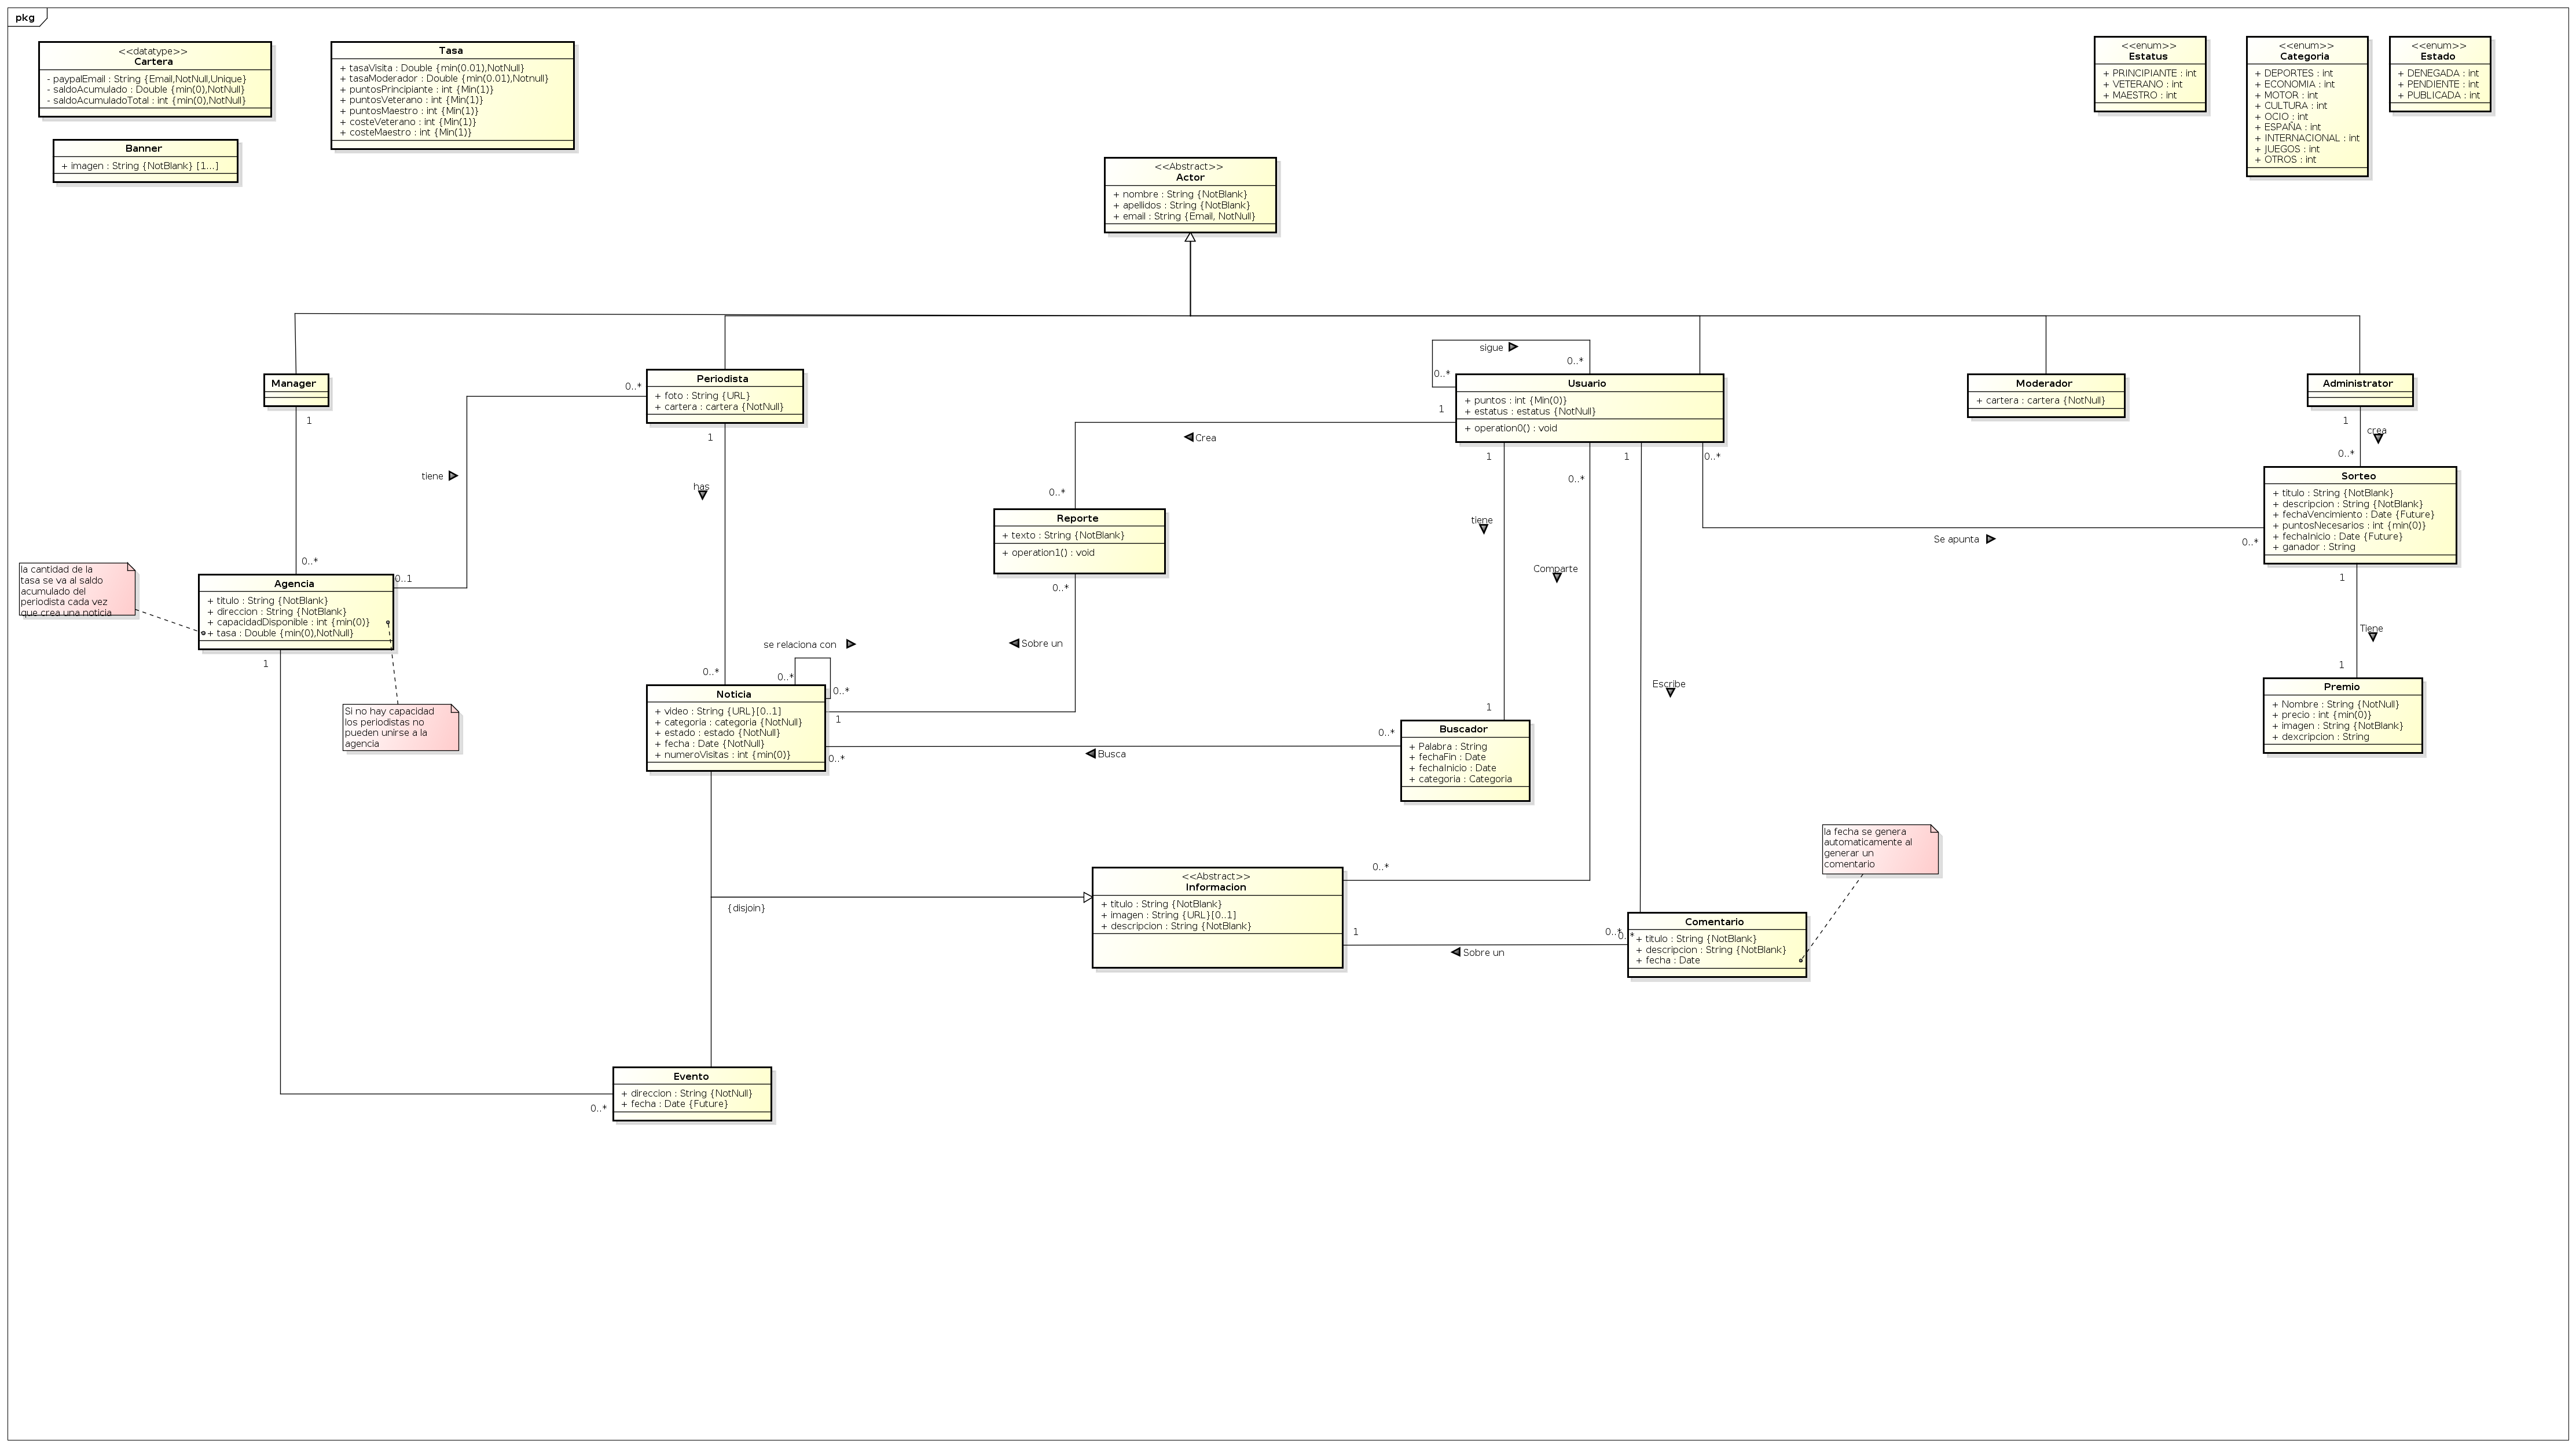 pkg
<<datatype>>
Cartera
- paypalEmail : String {Email,NotNull,Unique}
- saldoAcumulado : Double {min(0),NotNull}
- saldoAcumuladoTotal : int {min(0),NotNull}
Tasa
+ tasaVisita : Double {min(0.01),NotNull}
+ tasaModerador : Double {min(0.01),Notnull}
+ puntosPrincipiante : int {Min(1)}
+ puntosVeterano : int {Min(1)}
+ puntosMaestro : int {Min(1)}
+ costeVeterano : int {Min(1)}
+ costeMaestro : int {Min(1)}
<<enum>>
Estatus
+ PRINCIPIANTE : int
+ VETERANO : int
+ MAESTRO : int
<<enum>>
Categoria
+ DEPORTES : int
+ ECONOMIA : int
+ MOTOR : int
+ CULTURA : int
+ OCIO : int
+ ESPAÑA : int
+ INTERNACIONAL : int
+ JUEGOS : int
+ OTROS : int
<<enum>>
Estado
+ DENEGADA : int
+ PENDIENTE : int
+ PUBLICADA : int
Banner
+ imagen : String {NotBlank} [1...]
<<Abstract>>
Actor
+ nombre : String {NotBlank}
+ apellidos : String {NotBlank}
+ email : String {Email, NotNull}
Manager
1
0..*
Periodista
+ foto : String {URL}
+ cartera : cartera {NotNull}
0..*
1
sigue
0..*
0..*
Usuario
+ puntos : int {Min(0)}
+ estatus : estatus {NotNull}
+ operation0() : void
1
Crea
1
0..*
1
0..*
Moderador
+ cartera : cartera {NotNull}
Administrator
1
crea
0..*
Sorteo
+ titulo : String {NotBlank}
+ descripcion : String {NotBlank}
+ fechaVencimiento : Date {Future}
+ puntosNecesarios : int {min(0)}
+ fechaInicio : Date {Future}
+ ganador : String
tiene
has
0..*
Reporte
+ texto : String {NotBlank}
+ operation1() : void
0..*
tiene
Comparte
Se apunta
0..*
la cantidad de la
tasa se va al saldo
acumulado del
periodista cada vez
que crea una noticia
0..1
Agencia
+ titulo : String {NotBlank}
+ direccion : String {NotBlank}
+ capacidadDisponible : int {min(0)}
+ tasa : Double {min(0),NotNull}
1
Si no hay capacidad
los periodistas no
pueden unirse a la
agencia
se relaciona con
0..*
0..*
0..*
Sobre un
1
Noticia
+ video : String {URL}[0..1]
+ categoria : categoria {NotNull}
+ estado : estado {NotNull}
+ fecha : Date {NotNull}
+ numeroVisitas : int {min(0)}
0..*
Busca
0..*
1
Buscador
+ Palabra : String
+ fechaFin : Date
+ fechaInicio : Date
+ categoria : Categoria
Escribe
1
Tiene
1
Premio
+ Nombre : String {NotNull}
+ precio : int {min(0)}
+ imagen : String {NotBlank}
+ dexcripcion : String
{disjoin}
<<Abstract>>
Informacion
+ titulo : String {NotBlank}
+ imagen : String {URL}[0..1]
+ descripcion : String {NotBlank}
0..*
1
Sobre un
0..*
0..*
la fecha se genera
automaticamente al
generar un
comentario
Comentario
+ titulo : String {NotBlank}
+ descripcion : String {NotBlank}
+ fecha : Date
Evento
+ direccion : String {NotNull}
+ fecha : Date {Future}
0..*